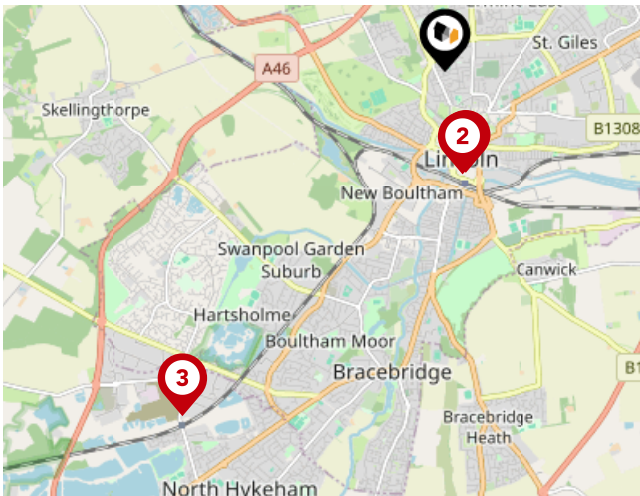 St. Giles
A46
Skellingthorpe
B1308
2
Lincoln
New Boultham
Swanpool Garden
Suburb
Canwick
Hartsholme
Boultham Moor
Bracebridge
3
Bracebridge
Heath
North Hykeham